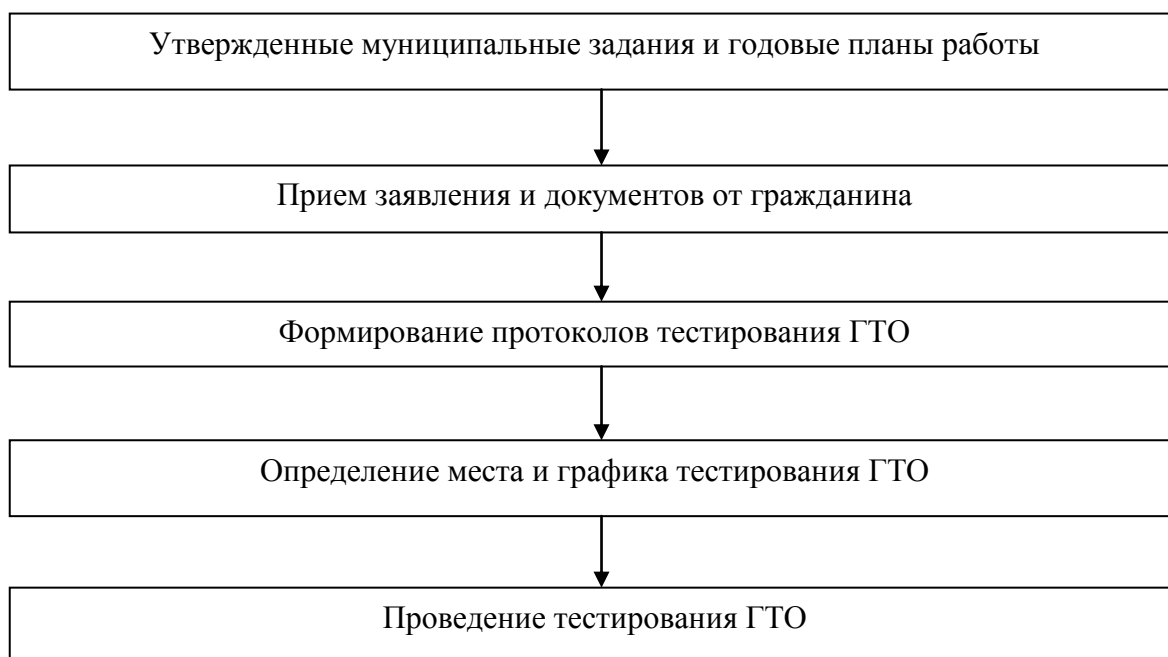 Утвержденные муниципальные задания и годовые планы работы
Прием заявления и документов от гражданина
Формирование протоколов тестирования ГТО
Определение места и графика тестирования ГТО
Проведение тестирования ГТО